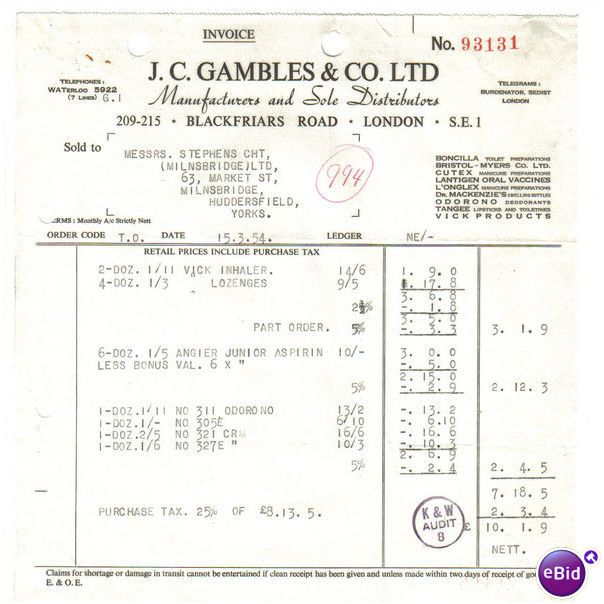 INVOICE
No. 93131
J. C. GAMBLES & CO. LTD
TELEPHONES:
WATERLOO 5922
(7 LINES) G.1
Manufacturers and Sole Distributors
TELEGRAMS:
BURDENATOR, SEDIST
LONDON
209-215 • BLACKFRIARS ROAD • LONDON • S.E.1
Sold to
MESSRS. STEPHENS CHT,
(MILNSBRIDGE)LTD,
63, MARKET ST,
MILNSBRIDGE,
HUDDERSFIELD,
YORKS.
994
BONCILLA TOILET PREPARATIONS
BRISTOL-MYERS CO. LTD.
CUTEX MANICURE PREPARATIONS
LANTIGEN ORAL VACCINES
L'ONGLEX MANICURE PREPARATIONS
DR. MACKENZIE'S SMELLING BOTTLES
ODORONO DEODORANTS
TANGEE LIPSTICKS AND TOILETRIES
VICK PRODUCTS
TERMS: Monthly A/c Strictly Nett
ORDER CODE T.O. DATE 15.3.54. LEDGER NE/-
RETAIL PRICES INCLUDE PURCHASE TAX
2-DOZ. 1/11 VICK INHALER. 14/6 1. 9. 0
4-DOZ. 1/3 LOZENGES 9/5 1. 17. 8
3. 6. 8
2½% -. 1. 8
3. 5. 0
PART ORDER. 5% -. 3. 3 3. 1. 9
6-DOZ. 1/5 ANGIER JUNIOR ASPIRIN 10/- 3. 0. 0
LESS BONUS VAL. 6 X " -. 5. 0
2. 15. 0
5% -. 2. 9 2. 12. 3
1-DOZ.1/11 NO 311 ODORONO 13/2 -. 13. 2
1-DOZ.1/- NO 305E 6/10 -. 6.10
1-DOZ.2/5 NO 321 CRM 16/6 -. 16. 6
1-DOZ.1/6 NO 327E " 10/3 -. 10. 3
2. 6. 9
5% -. 2. 4 2. 4. 5
7. 18. 5
PURCHASE TAX. 25% OF £8.13. 5. 2. 3. 4
K & W
AUDIT
8
£ 10. 1. 9
NETT.
Claims for shortage or damage in transit cannot be entertained if clean receipt has been given and unless made within two days of receipt of
E. & O. E.
eBid